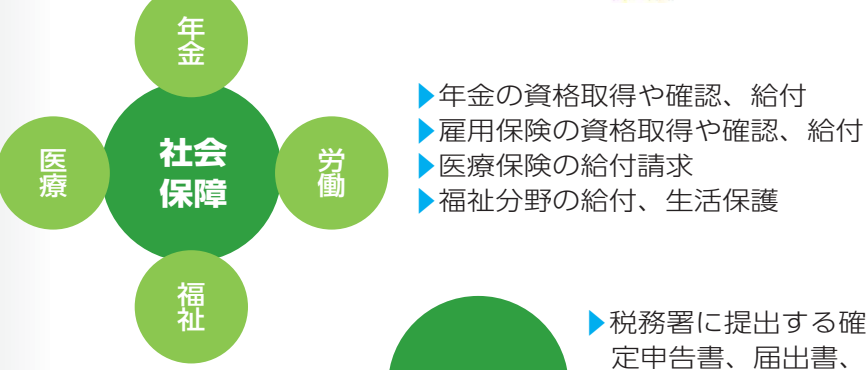 年金
医療
社会
保障
労働
福祉
▶年金の資格取得や確認、給付
▶雇用保険の資格取得や確認、給付
▶医療保険の給付請求
▶福祉分野の給付、生活保護
▶税務署に提出する確
定申告書、届出書、